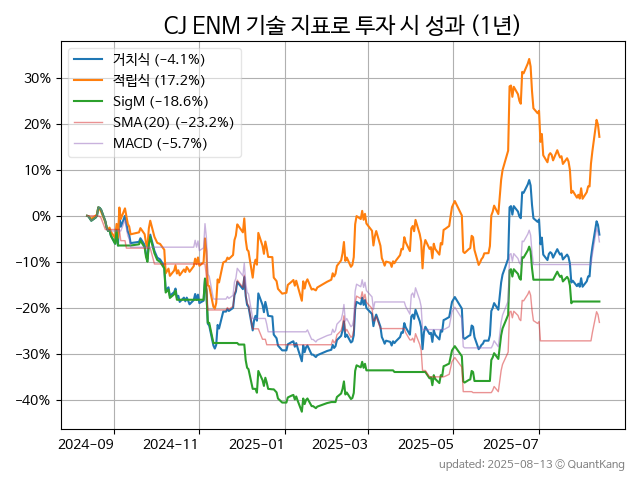 CJ ENM 기술 지표로 투자 시 성과 (1년)
거치식 (−4.1%)
적립식 (17.2%)
SigM (−18.6%)
SMA(20) (−23.2%)
MACD (−5.7%)
30%
20%
10%
0%
−10%
−20%
−30%
−40%
2024-09 2024-11 2025-01 2025-03 2025-05 2025-07
updated: 2025-08-13 © QuantKang